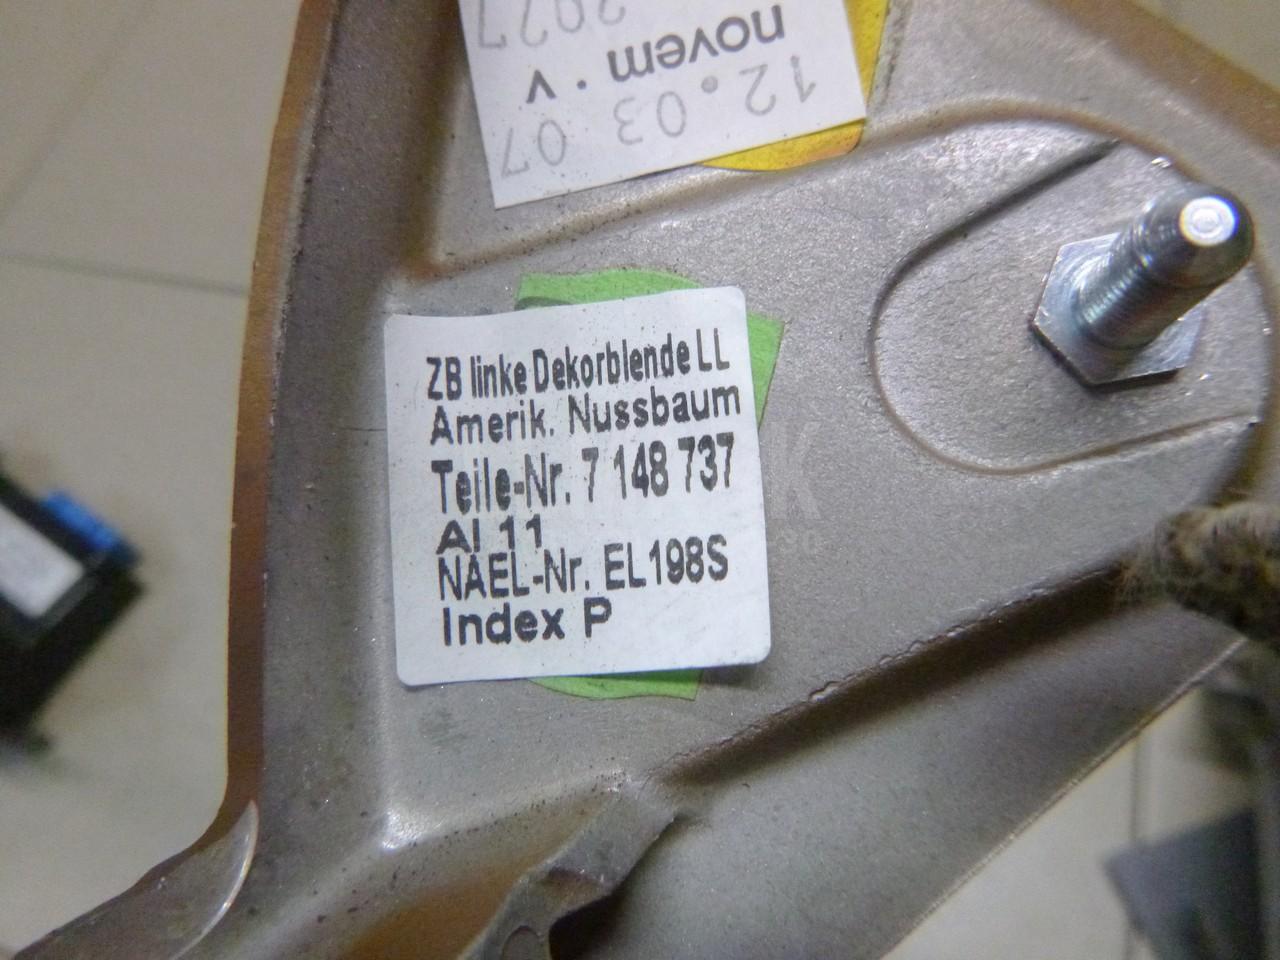 12.03 07
novem · v
2027
ZB linke Dekorblende LL
Amerik. Nussbaum
Teile-Nr. 7 148 737
AI 11
NAEL-Nr. EL198S
Index P